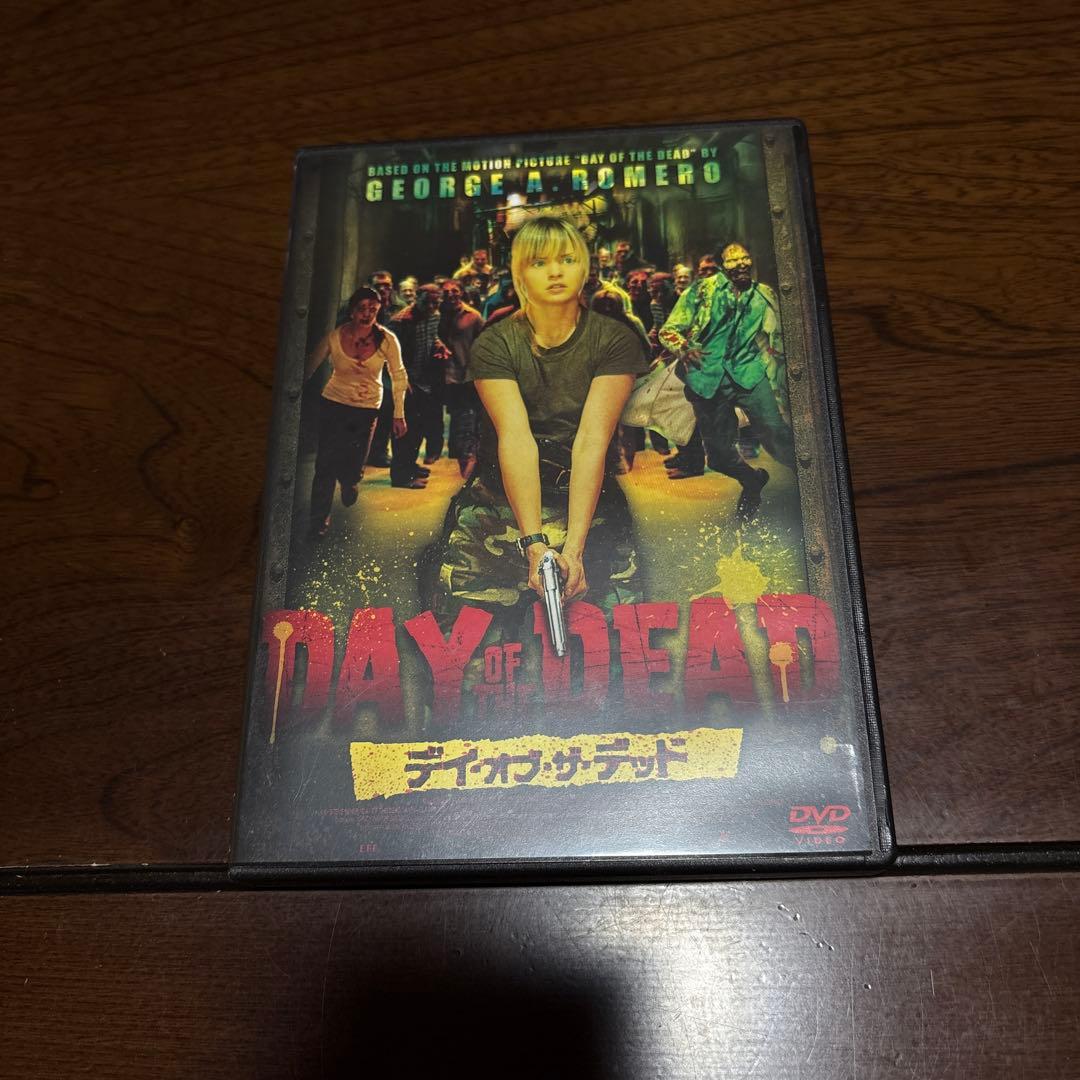 BASED ON THE MOTION PICTURE "DAY OF THE DEAD" BY
GEORGE A. ROMERO
DAY OF THE DEAD
デイ・オブ・ザ・デッド
DVD
VIDEO